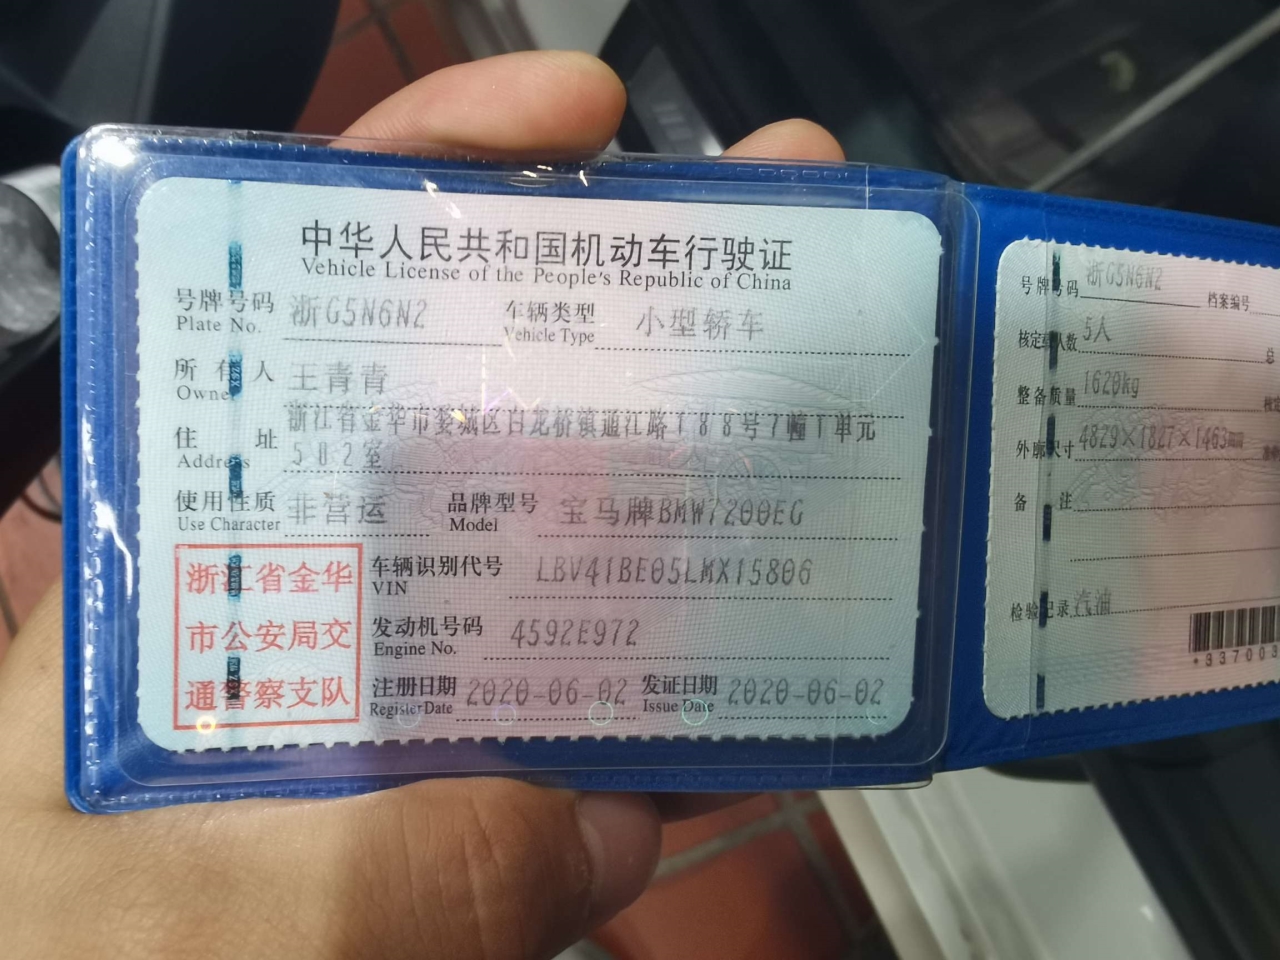 中华人民共和国机动车行驶证
Vehicle License of the People's Republic of China
号牌号码 浙G5N6N2 车辆类型 小型轿车
Plate No. Vehicle Type
所有人 王青青
Owner
浙江省金华市婺城区白龙桥镇通江路188号7幢1单元
住址 502室
Address
使用性质 非营运 品牌型号 宝马牌BMW7200EG
Use Character Model
浙江省金华
市公安局交
通警察支队
车辆识别代号 LBV41BE05LMX15806
VIN
发动机号码 4592E972
Engine No.
注册日期 2020-06-02 发证日期 2020-06-02
Register Date Issue Date
号牌号码 浙G5N6N2 档案编号
核定载人数 5人 总
整备质量 1620kg 核
外廓尺寸 4829×1827×1463mm 准
备注
检验记录 汽油
*937003